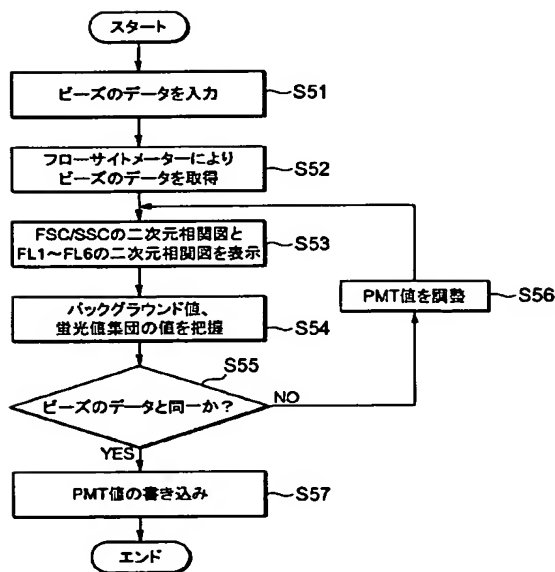 スタート
ビーズのデータを入力
S51
フローサイトメーターにより
ビーズのデータを取得
S52
FSC/SSCの二次元相関図と
FL1～FL6の二次元相関図を表示
S53
PMT値を調整
S56
バックグラウンド値、
蛍光値集団の値を把握
S54
S55
ビーズのデータと同一か？
NO
YES
PMT値の書き込み
S57
エンド